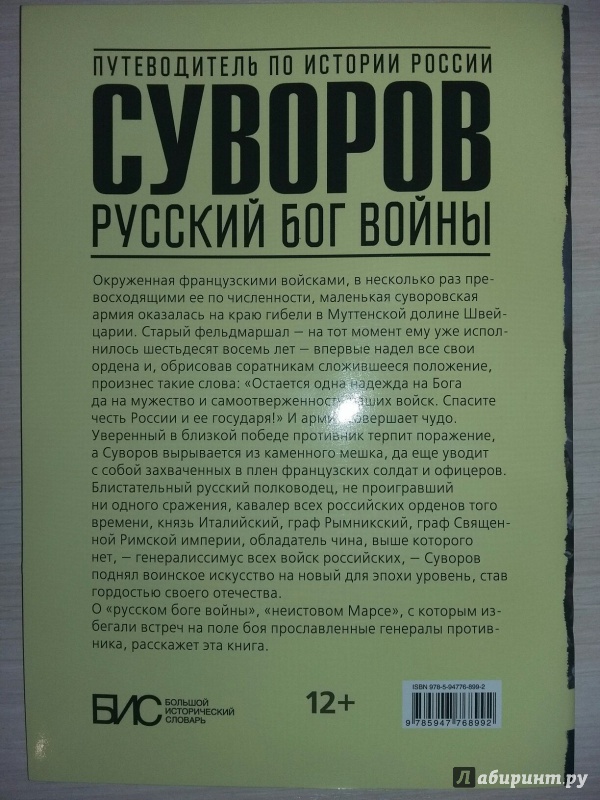 ПУТЕВОДИТЕЛЬ ПО ИСТОРИИ РОССИИ
СУВОРОВ
РУССКИЙ БОГ ВОЙНЫ
Окруженная французскими войсками, в несколько раз пре-
восходящими ее по численности, маленькая суворовская
армия оказалась на краю гибели в Муттенской долине Швей-
царии. Старый фельдмаршал – на тот момент ему уже испол-
нилось шестьдесят восемь лет – впервые надел все свои
ордена и, обрисовав соратникам сложившееся положение,
произнес такие слова: «Остается одна надежда на Бога
да на мужество и самоотверженность ваших войск. Спасите
честь России и ее государя!» И армия совершает чудо.
Уверенный в близкой победе противник терпит поражение,
а Суворов вырывается из каменного мешка, да еще уводит
с собой захваченных в плен французских солдат и офицеров.
Блистательный русский полководец, не проигравший
ни одного сражения, кавалер всех российских орденов того
времени, князь Италийский, граф Рымникский, граф Священ-
ной Римской империи, обладатель чина, выше которого
нет, – генералиссимус всех войск российских, – Суворов
поднял воинское искусство на новый для эпохи уровень, став
гордостью своего отечества.
О «русском боге войны», «неистовом Марсе», с которым из-
бегали встреч на поле боя прославленные генералы против-
ника, расскажет эта книга.
БИС
БОЛЬШОЙ
ИСТОРИЧЕСКИЙ
СЛОВАРЬ
12+
ISBN 978-5-94776-899-2
9 785947 768992
Лабиринт.ру